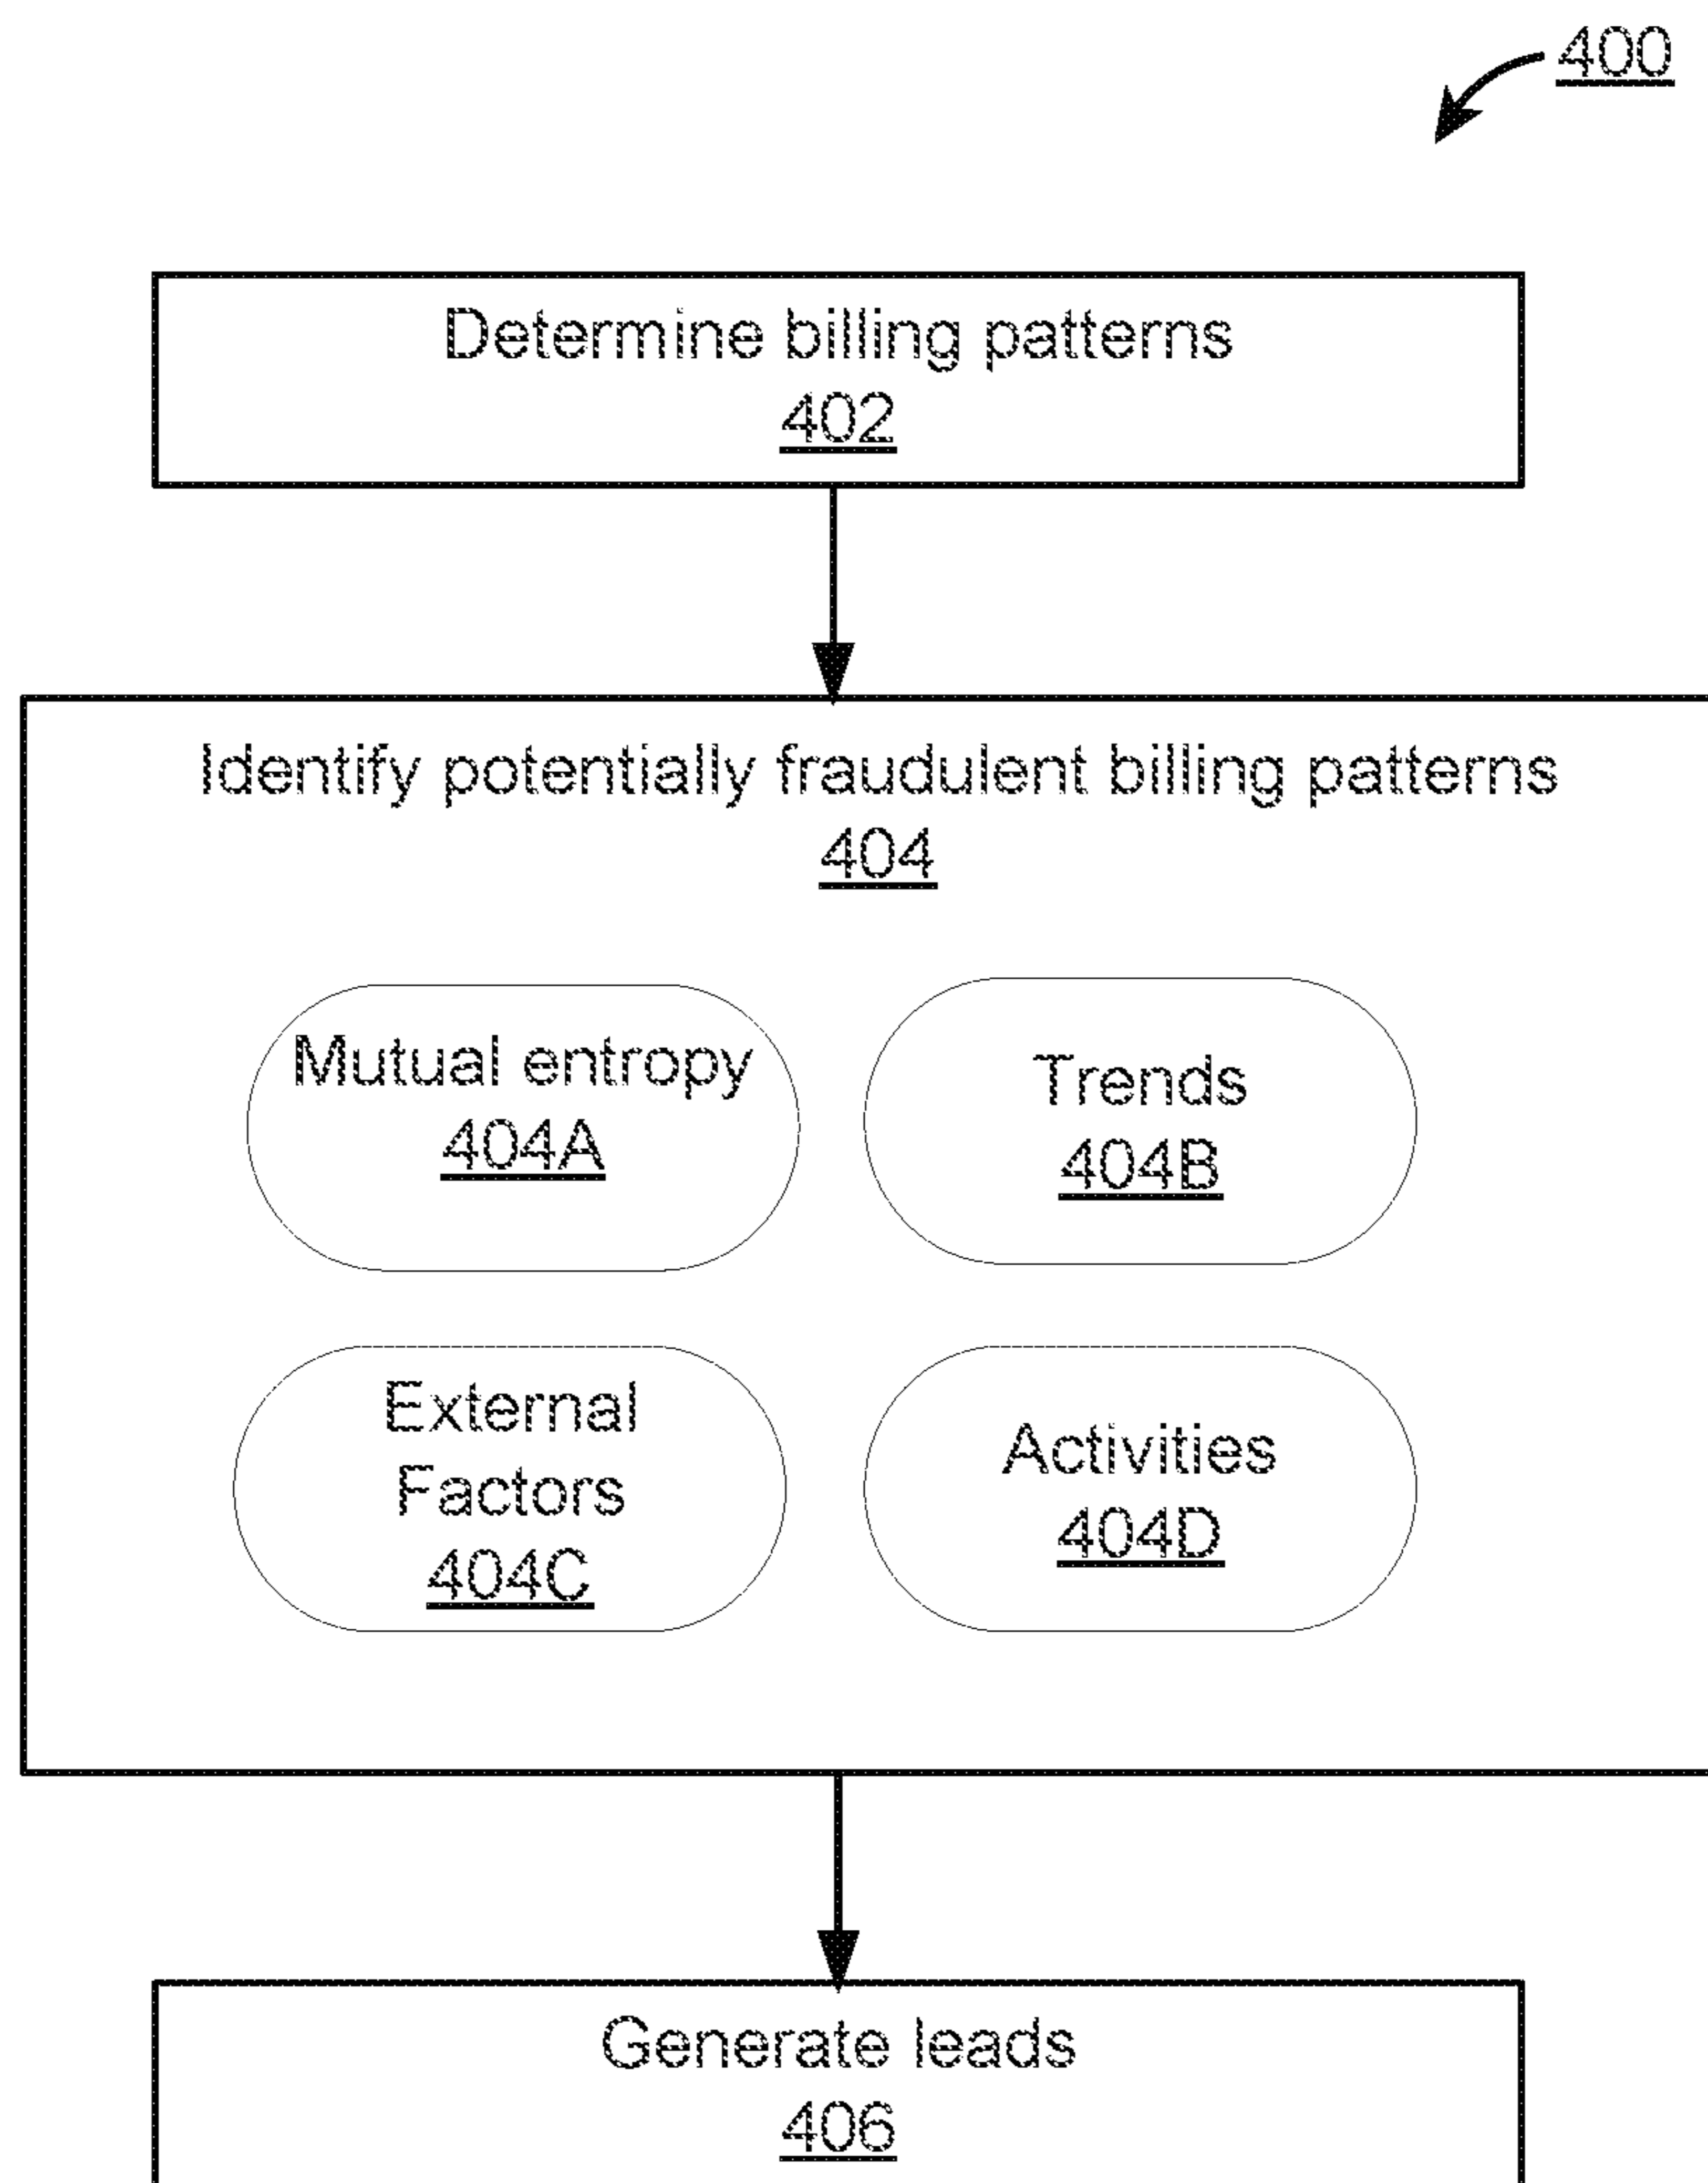 400
Determine billing patterns
402
Identify potentially fraudulent billing patterns
404
Mutual entropy
404A
Trends
404B
External
Factors
404C
Activities
404D
Generate leads
406